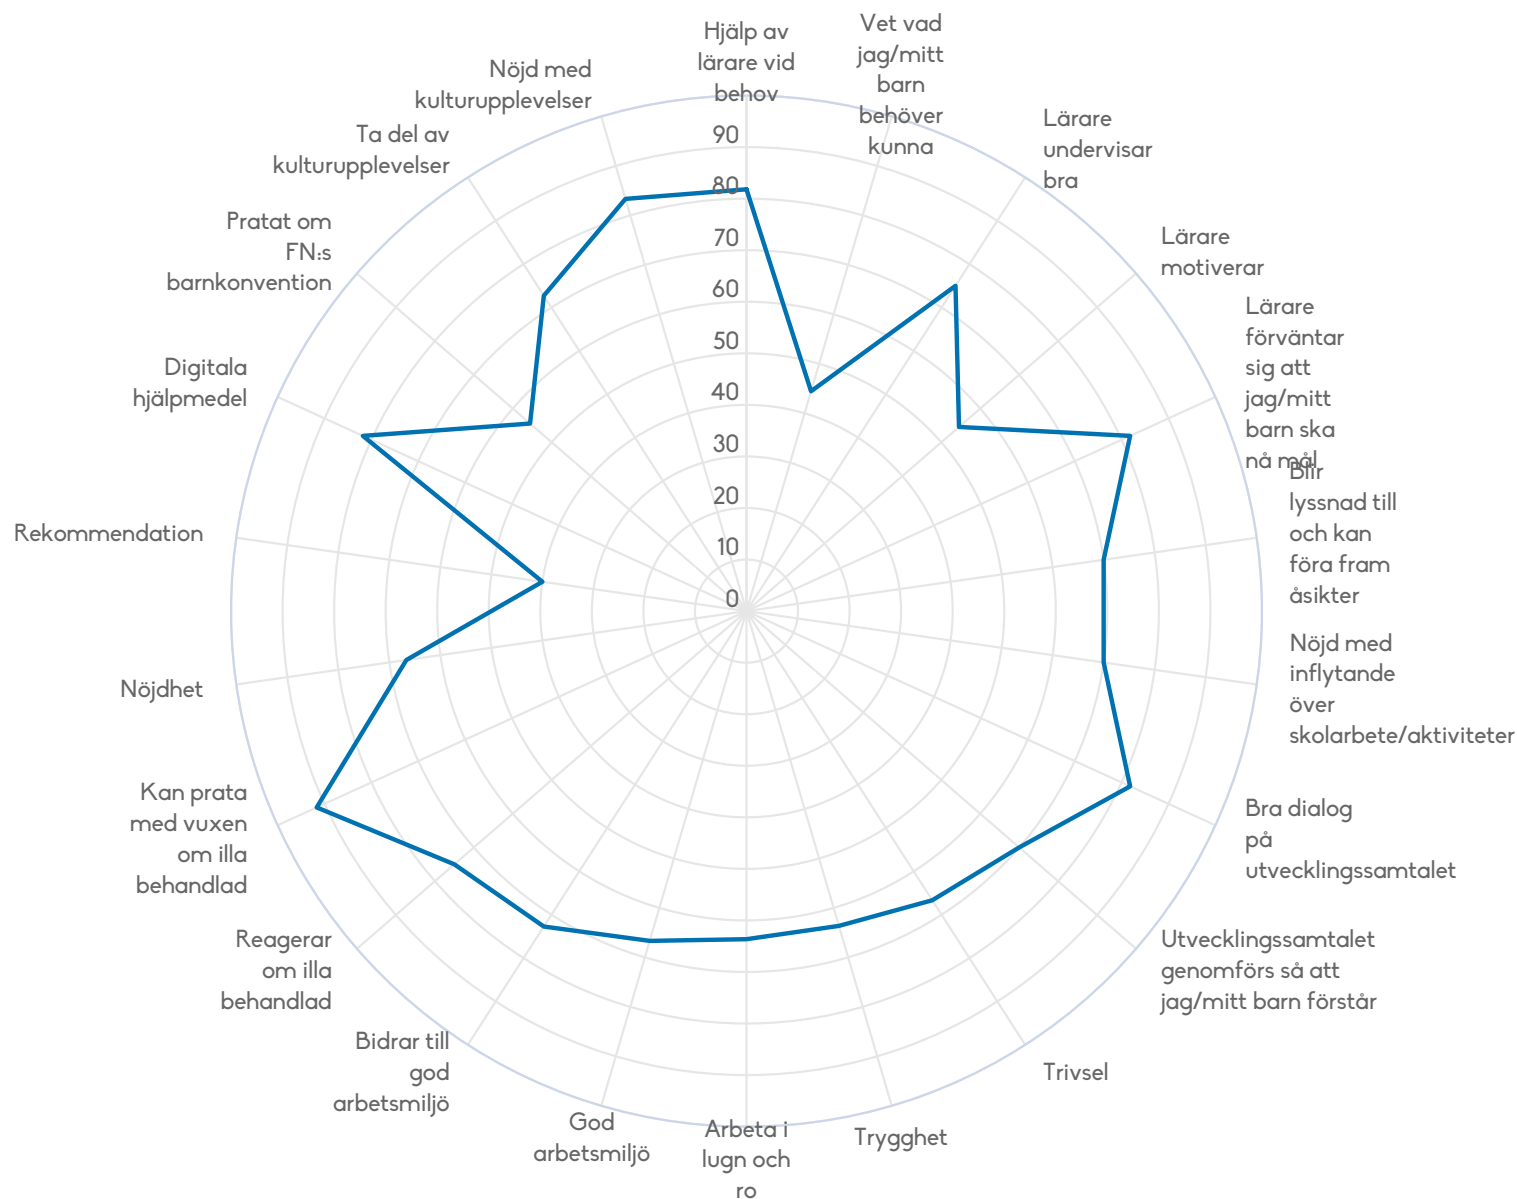 Hjälp av
lärare vid
behov
Vet vad
jag/mitt
barn
behöver
kunna
Lärare
undervisar
bra
Lärare
motiverar
Lärare
förväntar
sig att
jag/mitt
barn ska
nå mål
Blir
lyssnad till
och kan
föra fram
åsikter
Nöjd med
inflytande
över
skolarbete/aktiviteter
Bra dialog
på
utvecklingssamtalet
Utvecklingssamtalet
genomförs så att
jag/mitt barn förstår
Trivsel
Trygghet
Arbeta i
lugn och
ro
God
arbetsmiljö
Bidrar till
god
arbetsmiljö
Reagerar
om illa
behandlad
Kan prata
med vuxen
om illa
behandlad
Nöjdhet
Rekommendation
Digitala
hjälpmedel
Pratat om
FN:s
barnkonvention
Ta del av
kulturupplevelser
Nöjd med
kulturupplevelser
90
80
70
60
50
40
30
20
10
0